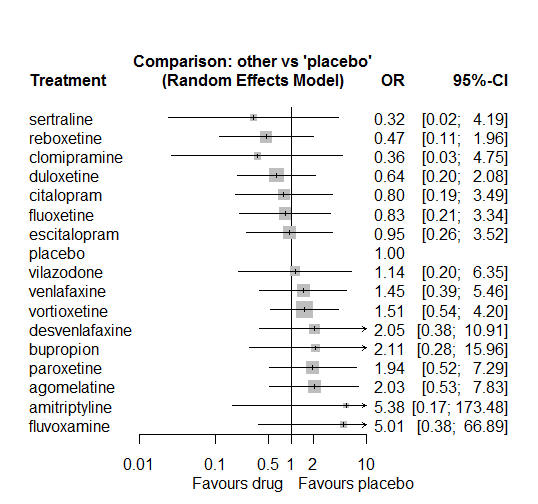 Comparison: other vs 'placebo'
Treatment (Random Effects Model) OR 95%-CI
sertraline 0.32 [0.02; 4.19]
reboxetine 0.47 [0.11; 1.96]
clomipramine 0.36 [0.03; 4.75]
duloxetine 0.64 [0.20; 2.08]
citalopram 0.80 [0.19; 3.49]
fluoxetine 0.83 [0.21; 3.34]
escitalopram 0.95 [0.26; 3.52]
placebo 1.00
vilazodone 1.14 [0.20; 6.35]
venlafaxine 1.45 [0.39; 5.46]
vortioxetine 1.51 [0.54; 4.20]
desvenlafaxine 2.05 [0.38; 10.91]
bupropion 2.11 [0.28; 15.96]
paroxetine 1.94 [0.52; 7.29]
agomelatine 2.03 [0.53; 7.83]
amitriptyline 5.38 [0.17; 173.48]
fluvoxamine 5.01 [0.38; 66.89]
0.01 0.1 0.5 1 2 10
Favours drug Favours placebo